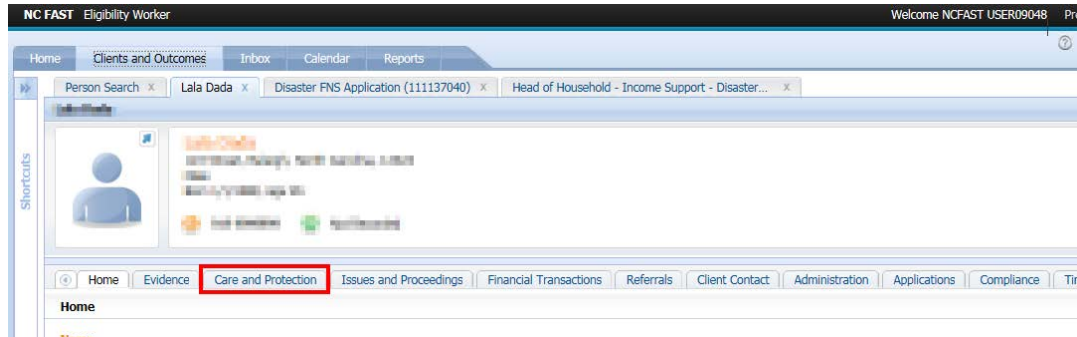 NC FAST Eligibility Worker Welcome NCFAST USER09048 Pr
Home Clients and Outcomes Inbox Calendar Reports
Person Search x Lala Dada x Disaster FNS Application (111137040) x Head of Household - Income Support - Disaster... x
Shortcuts
Home Evidence Care and Protection Issues and Proceedings Financial Transactions Referrals Client Contact Administration Applications Compliance Tir
Home